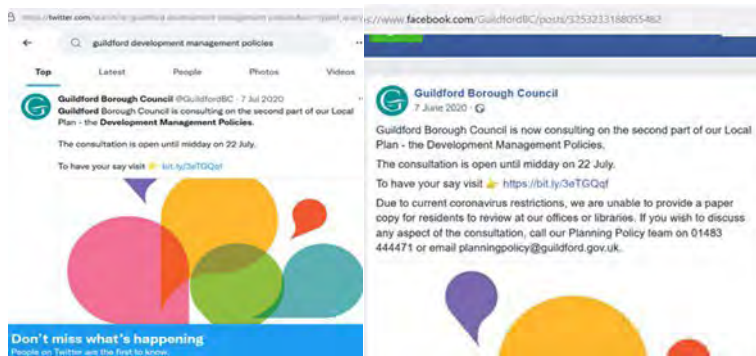 guildford development management policies
Top Latest People Photos Videos
Guildford Borough Council @GuildfordBC · 7 Jul 2020
Guildford Borough Council is consulting on the second part of our Local
Plan - the Development Management Policies.
The consultation is open until midday on 22 July.
To have your say visit 👉 bit.ly/3eTGQqf
Don't miss what's happening
People on Twitter are the first to know.
s://www.facebook.com/GuildfordBC/posts/3253233188055462
Guildford Borough Council
7 June 2020 ·
Guildford Borough Council is now consulting on the second part of our Local
Plan - the Development Management Policies.
The consultation is open until midday on 22 July.
To have your say visit 👉 https://bit.ly/3eTGQqf
Due to current coronavirus restrictions, we are unable to provide a paper
copy for residents to review at our offices or libraries. If you wish to discuss
any aspect of the consultation, call our Planning Policy team on 01483
444471 or email planningpolicy@guildford.gov.uk.